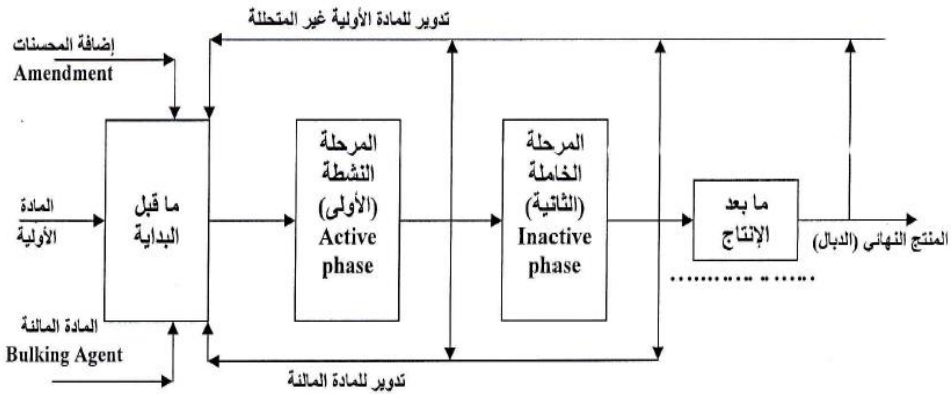 تدوير للمادة الأولية غير المتحللة
إضافة المحسنات
Amendment
المرحلة
النشطة
(الأولى)
Active
phase
المرحلة
الخاملة
(الثانية)
Inactive
phase
ما قبل
البداية
ما بعد
الإنتاج
المادة
الأولية
المنتج النهائي (الدبال)
المادة المالئة
Bulking Agent
تدوير للمادة المالئة